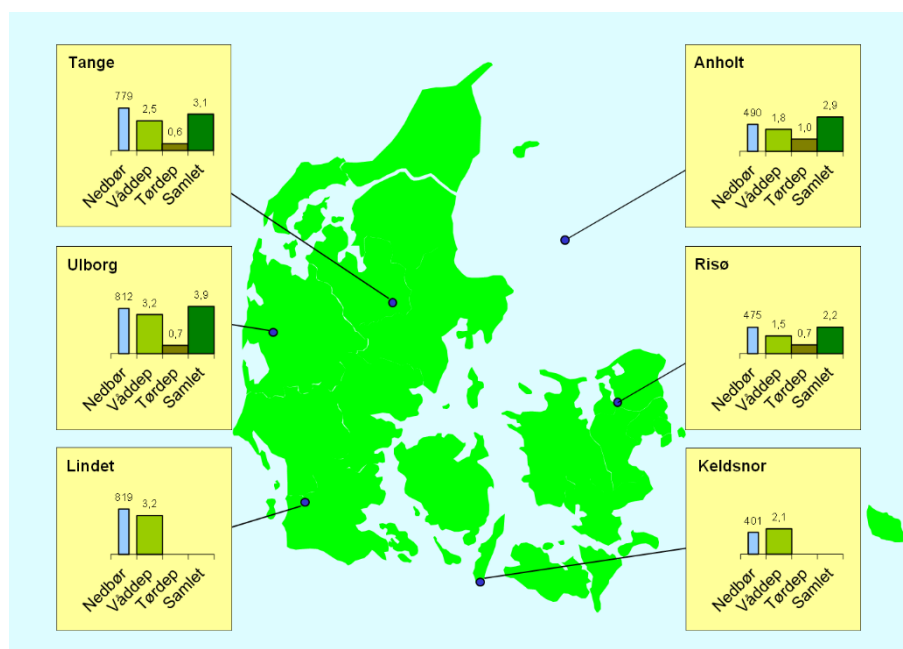 Tange
779
2,5
0,6
3,1
Nedbør
Våddep
Tørdep
Samlet
Ulborg
812
3,2
0,7
3,9
Nedbør
Våddep
Tørdep
Samlet
Lindet
819
3,2
Nedbør
Våddep
Tørdep
Samlet
Anholt
490
1,8
1,0
2,9
Nedbør
Våddep
Tørdep
Samlet
Risø
475
1,5
0,7
2,2
Nedbør
Våddep
Tørdep
Samlet
Keldsnor
401
2,1
Nedbør
Våddep
Tørdep
Samlet